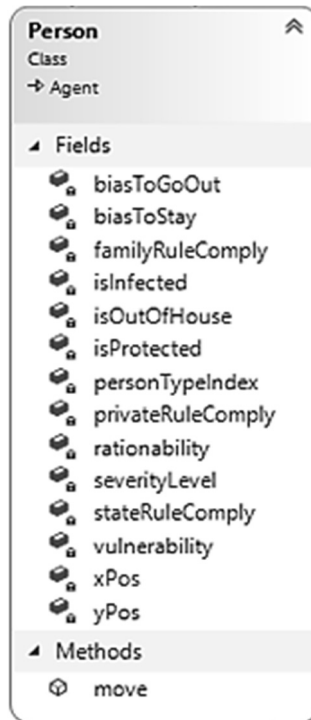 Person
Class
Agent
Fields
biasToGoOut
biasToStay
familyRuleComply
isInfected
isOutOfHouse
isProtected
personTypeIndex
privateRuleComply
rationability
severityLevel
stateRuleComply
vulnerability
xPos
yPos
Methods
move